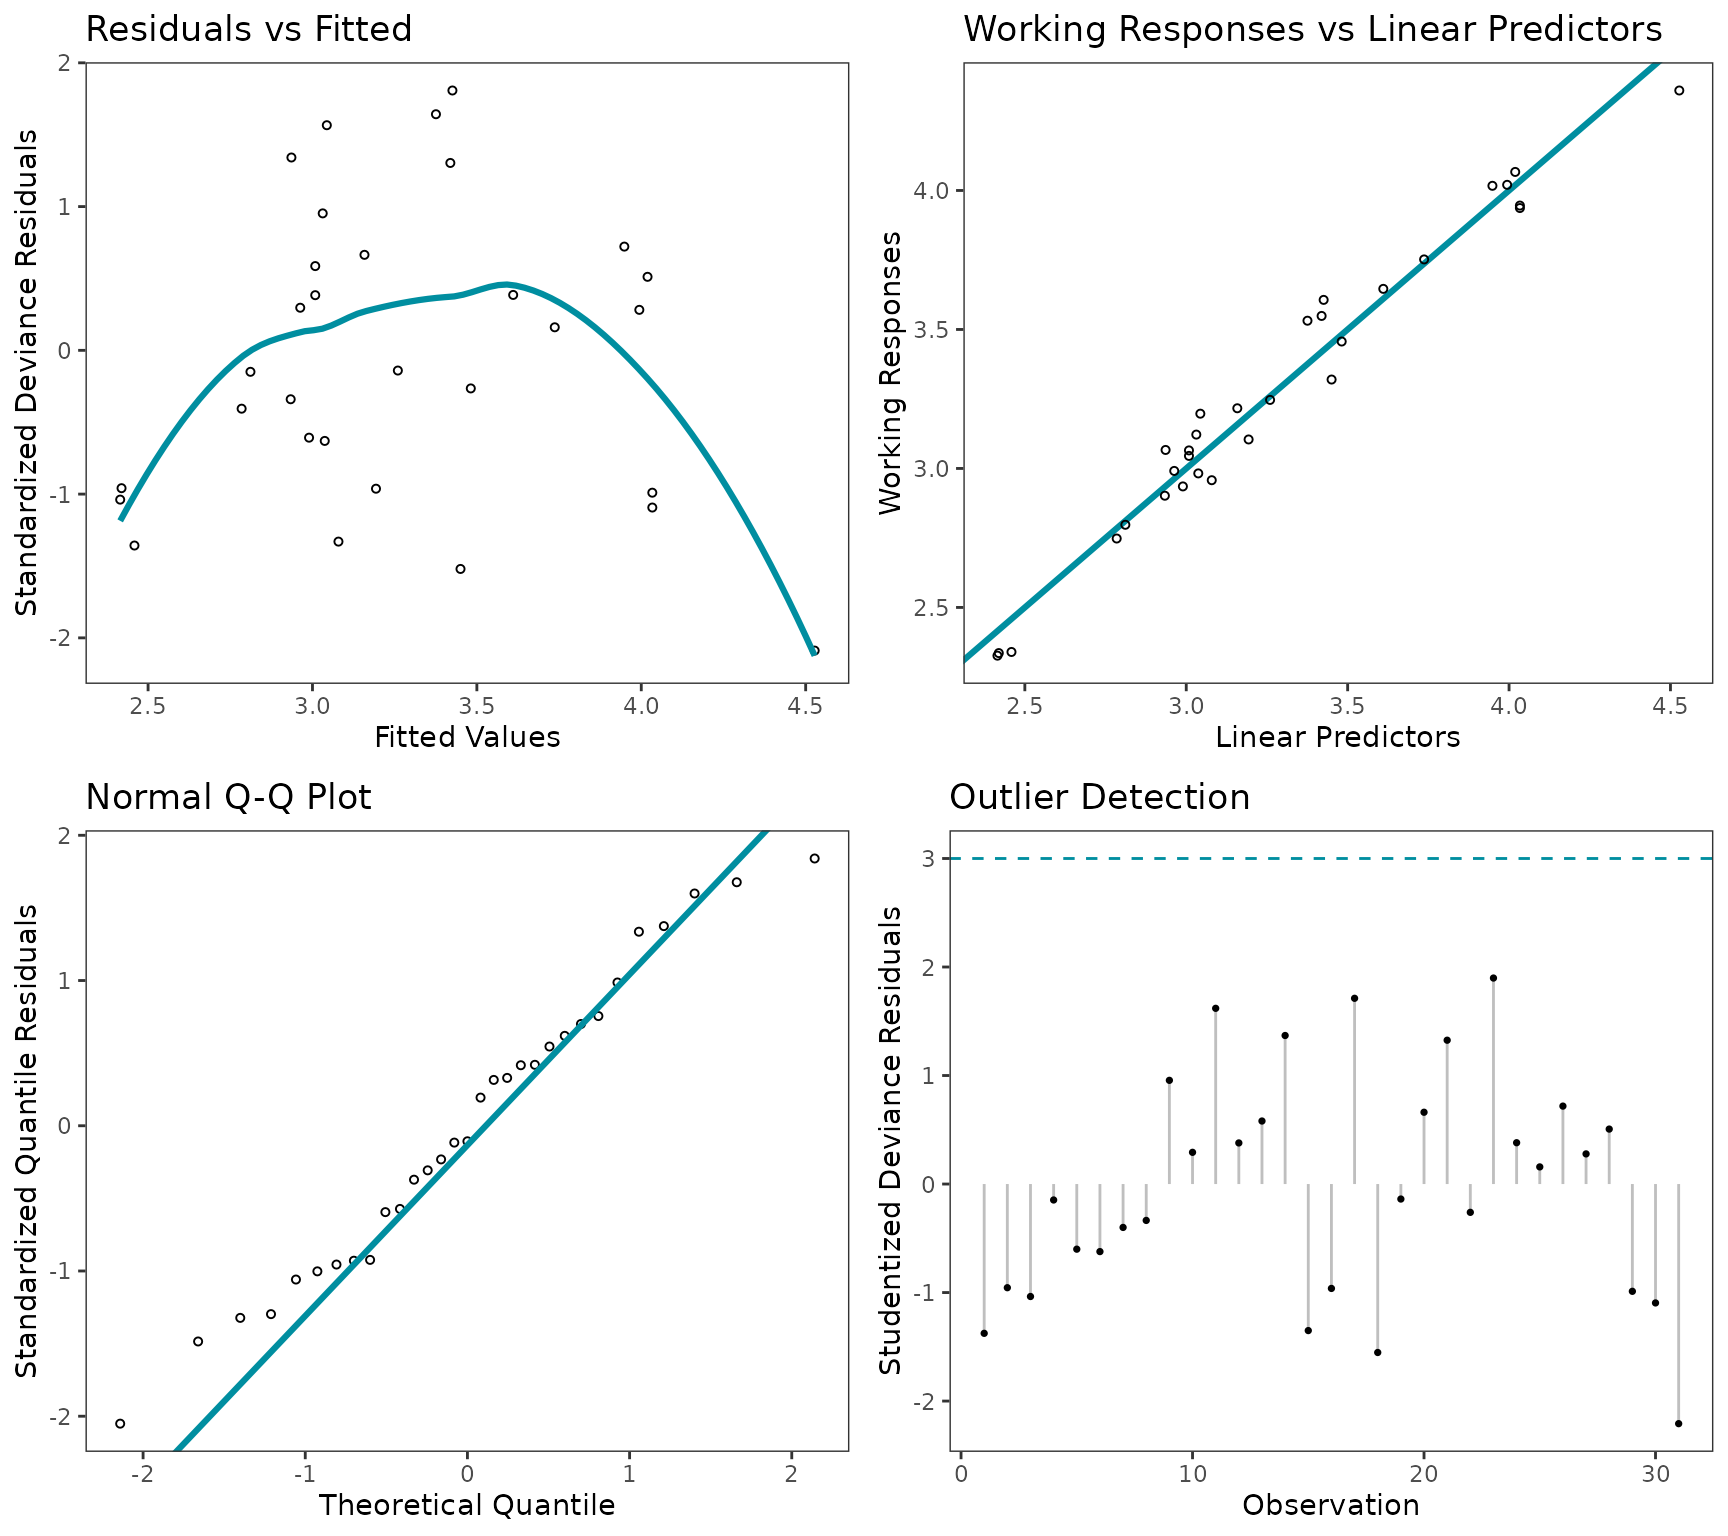 Residuals vs Fitted
Standardized Deviance Residuals
2
1
0
-1
-2
2.5 3.0 3.5 4.0 4.5
Fitted Values
Working Responses vs Linear Predictors
Working Responses
4.0
3.5
3.0
2.5
2.5 3.0 3.5 4.0 4.5
Linear Predictors
Normal Q-Q Plot
Standardized Quantile Residuals
2
1
0
-1
-2
-2 -1 0 1 2
Theoretical Quantile
Outlier Detection
Studentized Deviance Residuals
3
2
1
0
-1
-2
0 10 20 30
Observation